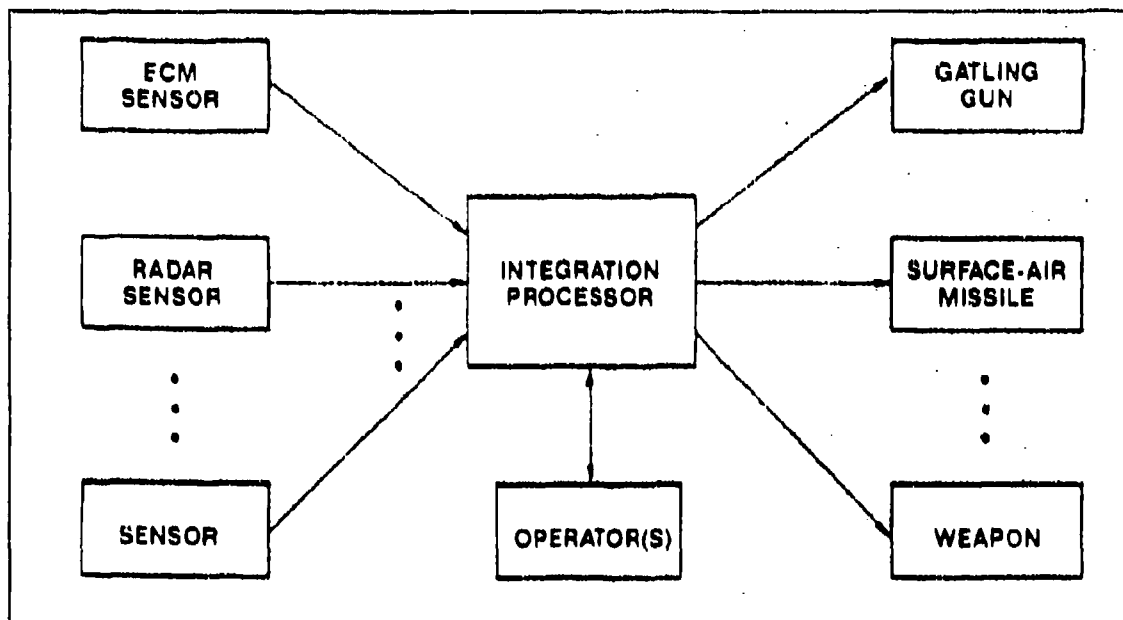 ECM
SENSOR
GATLING
GUN
RADAR
SENSOR
INTEGRATION
PROCESSOR
SURFACE-AIR
MISSILE
SENSOR
OPERATOR(S)
WEAPON